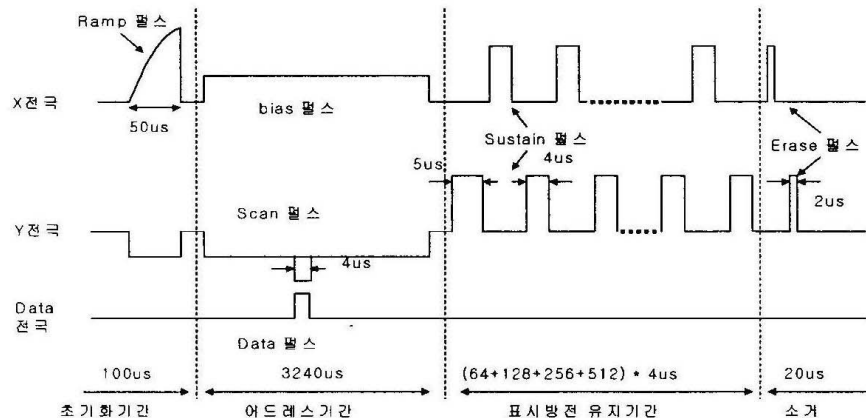 Ramp 펄스
X전극
50us
bias 펄스
Sustain 펄스
Erase 펄스
5us
4us
2us
Scan 펄스
Y전극
4us
Data
전극
Data 펄스
100us
3240us
(64+128+256+512) * 4us
20us
초기화기간
어드레스기간
표시방전 유지기간
소거